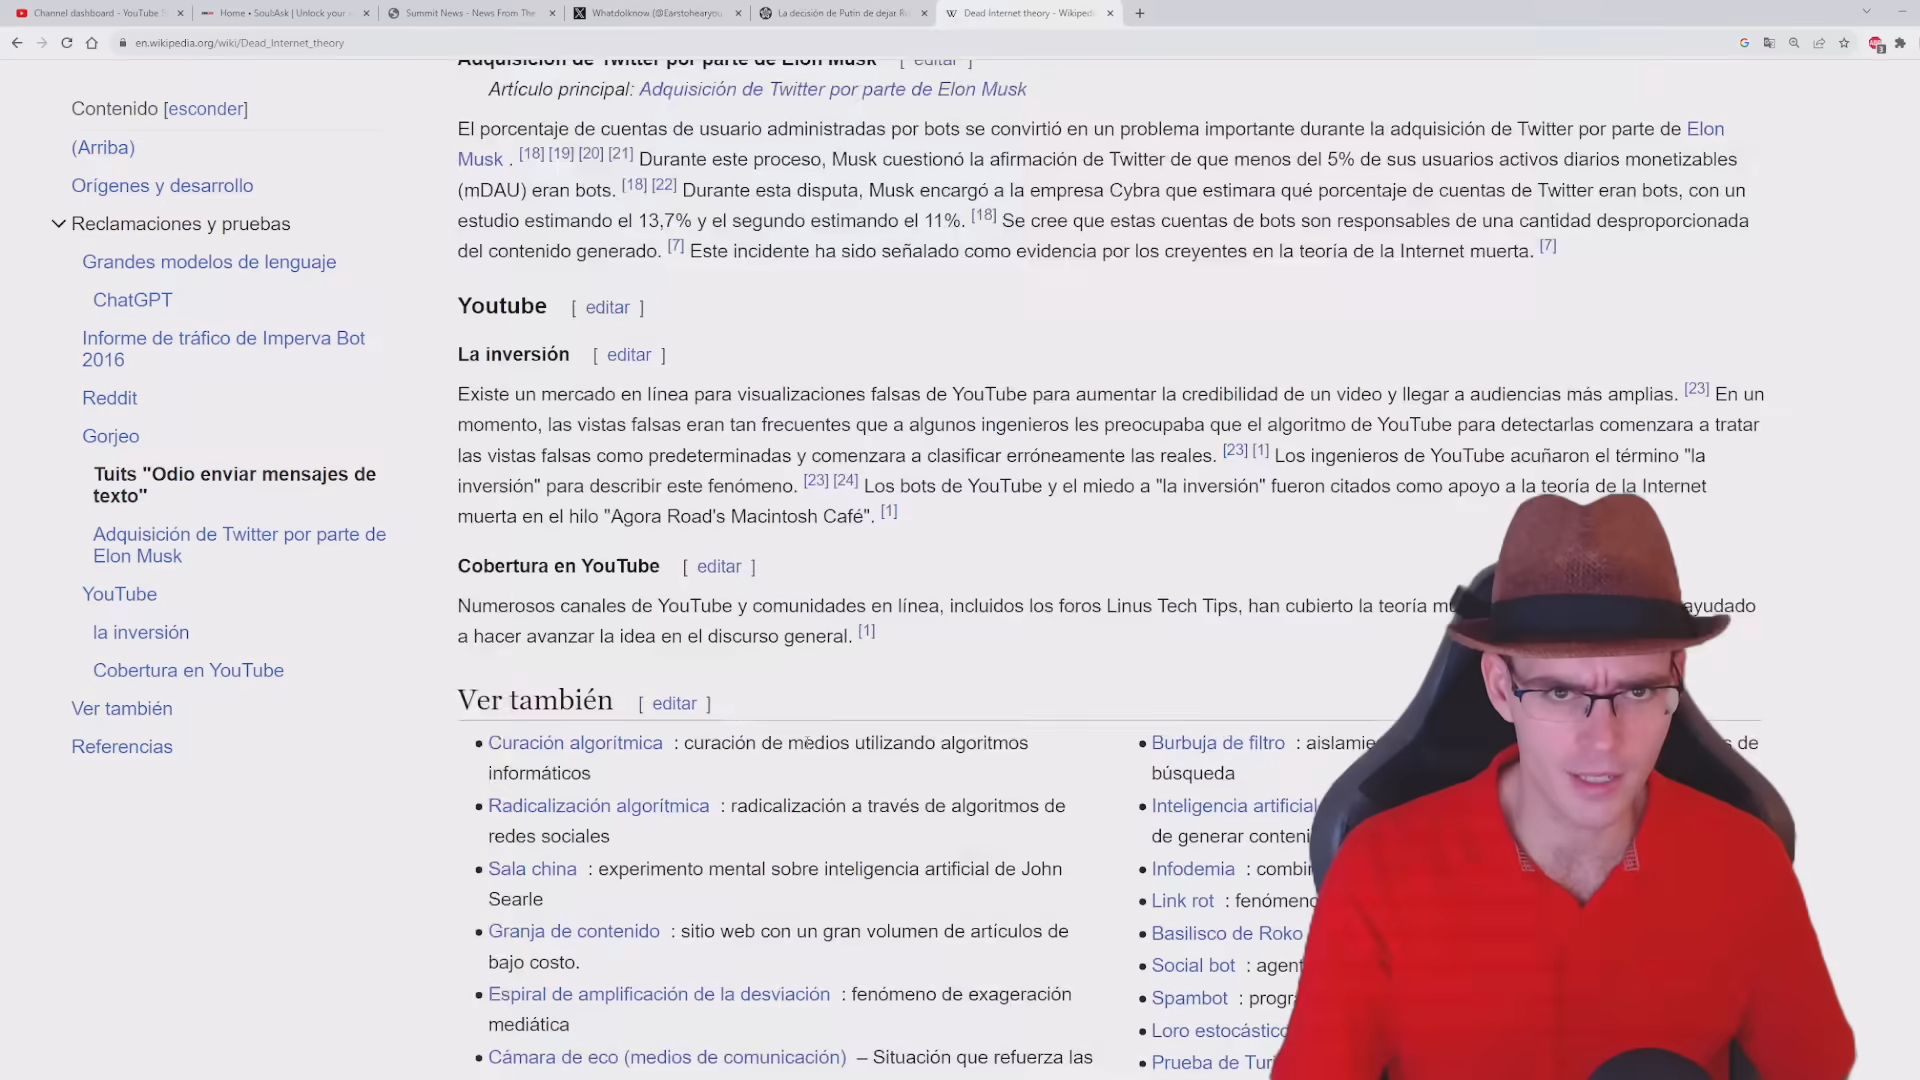 Channel dashboard - YouTube S
Home • SoulAsk | Unlock your
Summit News - News From The
WhatdoIknow (@Earstohearyou
La decisión de Putin de dejar Ru
Dead Internet theory - Wikipedi
en.wikipedia.org/wiki/Dead_Internet_theory
Contenido [esconder]
(Arriba)
Orígenes y desarrollo
Reclamaciones y pruebas
Grandes modelos de lenguaje
ChatGPT
Informe de tráfico de Imperva Bot
2016
Reddit
Gorjeo
Tuits "Odio enviar mensajes de
texto"
Adquisición de Twitter por parte de
Elon Musk
YouTube
la inversión
Cobertura en YouTube
Ver también
Referencias
Adquisición de Twitter por parte de Elon Musk [ editar ]
Artículo principal: Adquisición de Twitter por parte de Elon Musk
El porcentaje de cuentas de usuario administradas por bots se convirtió en un problema importante durante la adquisición de Twitter por parte de Elon
Musk . [18] [19] [20] [21] Durante este proceso, Musk cuestionó la afirmación de Twitter de que menos del 5% de sus usuarios activos diarios monetizables
(mDAU) eran bots. [18] [22] Durante esta disputa, Musk encargó a la empresa Cybra que estimara qué porcentaje de cuentas de Twitter eran bots, con un
estudio estimando el 13,7% y el segundo estimando el 11%. [18] Se cree que estas cuentas de bots son responsables de una cantidad desproporcionada
del contenido generado. [7] Este incidente ha sido señalado como evidencia por los creyentes en la teoría de la Internet muerta. [7]
Youtube [ editar ]
La inversión [ editar ]
Existe un mercado en línea para visualizaciones falsas de YouTube para aumentar la credibilidad de un video y llegar a audiencias más amplias. [23] En un
momento, las vistas falsas eran tan frecuentes que a algunos ingenieros les preocupaba que el algoritmo de YouTube para detectarlas comenzara a tratar
las vistas falsas como predeterminadas y comenzara a clasificar erróneamente las reales. [23] [1] Los ingenieros de YouTube acuñaron el término "la
inversión" para describir este fenómeno. [23] [24] Los bots de YouTube y el miedo a "la inversión" fueron citados como apoyo a la teoría de la Internet
muerta en el hilo "Agora Road's Macintosh Café". [1]
Cobertura en YouTube [ editar ]
Numerosos canales de YouTube y comunidades en línea, incluidos los foros Linus Tech Tips, han cubierto la teoría mu ayudado
a hacer avanzar la idea en el discurso general. [1]
Ver también [ editar ]
Curación algorítmica : curación de medios utilizando algoritmos
informáticos
Radicalización algorítmica : radicalización a través de algoritmos de
redes sociales
Sala china : experimento mental sobre inteligencia artificial de John
Searle
Granja de contenido : sitio web con un gran volumen de artículos de
bajo costo.
Espiral de amplificación de la desviación : fenómeno de exageración
mediática
Cámara de eco (medios de comunicación) – Situación que refuerza las
Burbuja de filtro : aislamie s de
búsqueda
Inteligencia artificial
de generar conteni
Infodemia : combin
Link rot : fenómeno
Basilisco de Roko
Social bot : agent
Spambot : progr
Loro estocástico
Prueba de Turi